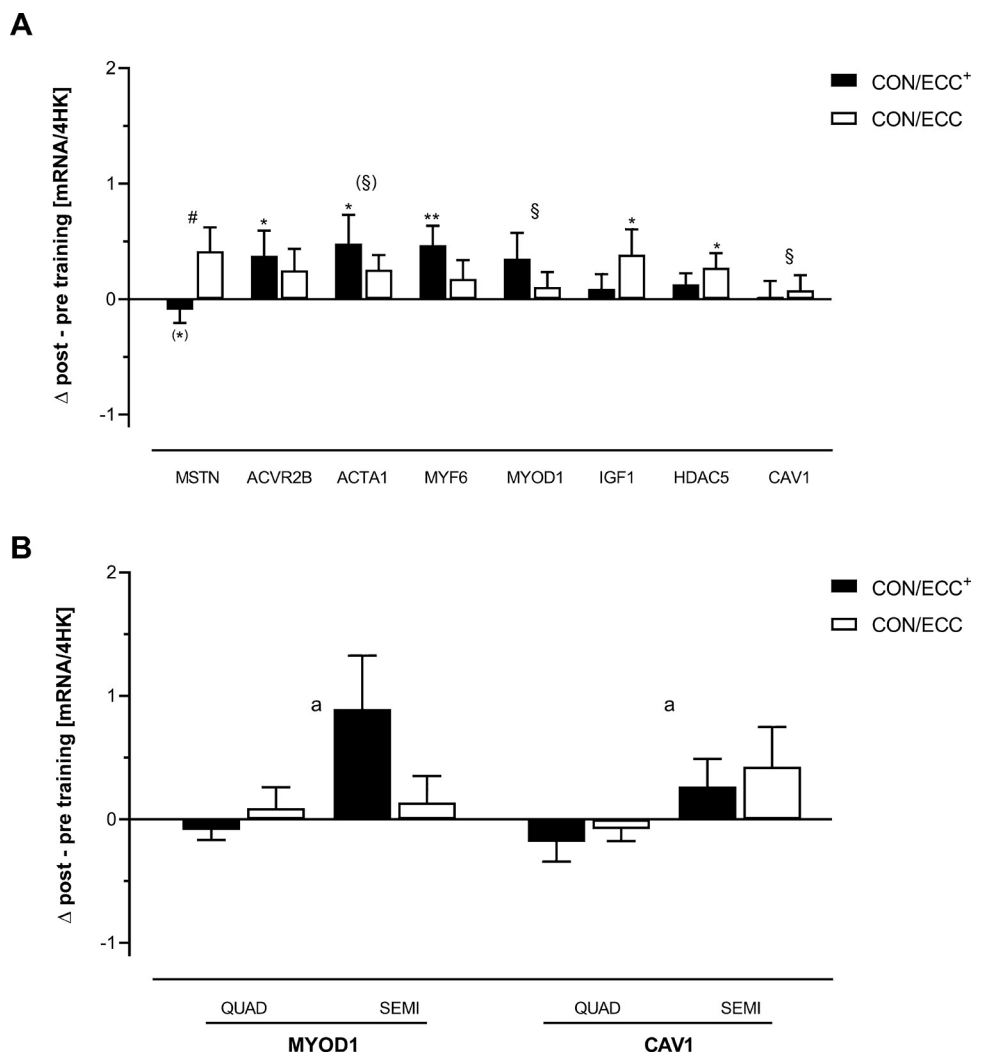 A
Δ post - pre training [mRNA/4HK]
2
1
0
-1
CON/ECC⁺
CON/ECC
#
(*)
*
*
(§)
**
§
*
*
§
MSTN ACVR2B ACTA1 MYF6 MYOD1 IGF1 HDAC5 CAV1
B
Δ post - pre training [mRNA/4HK]
2
1
0
-1
CON/ECC⁺
CON/ECC
a
a
QUAD SEMI QUAD SEMI
MYOD1 CAV1